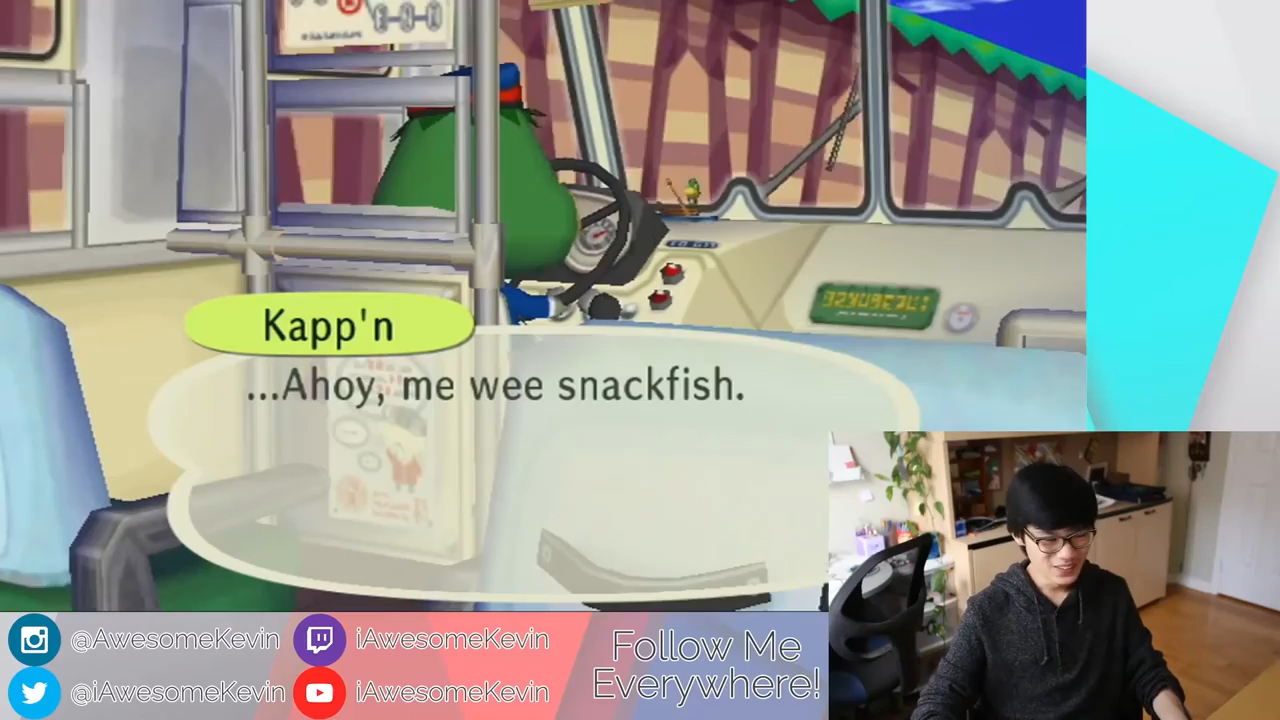 Kapp'n
...Ahoy, me wee snackfish.
@AwesomeKevin
iAwesomeKevin
@iAwesomeKevin
iAwesomeKevin
Follow Me
Everywhere!